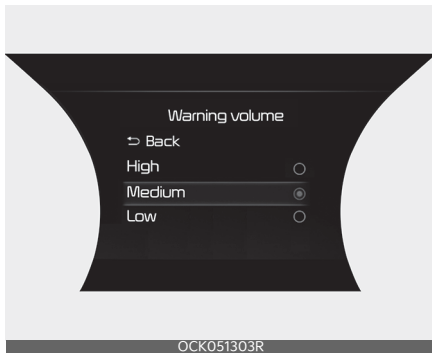 Warning volume
Back
High
Medium
Low
OCK051303R